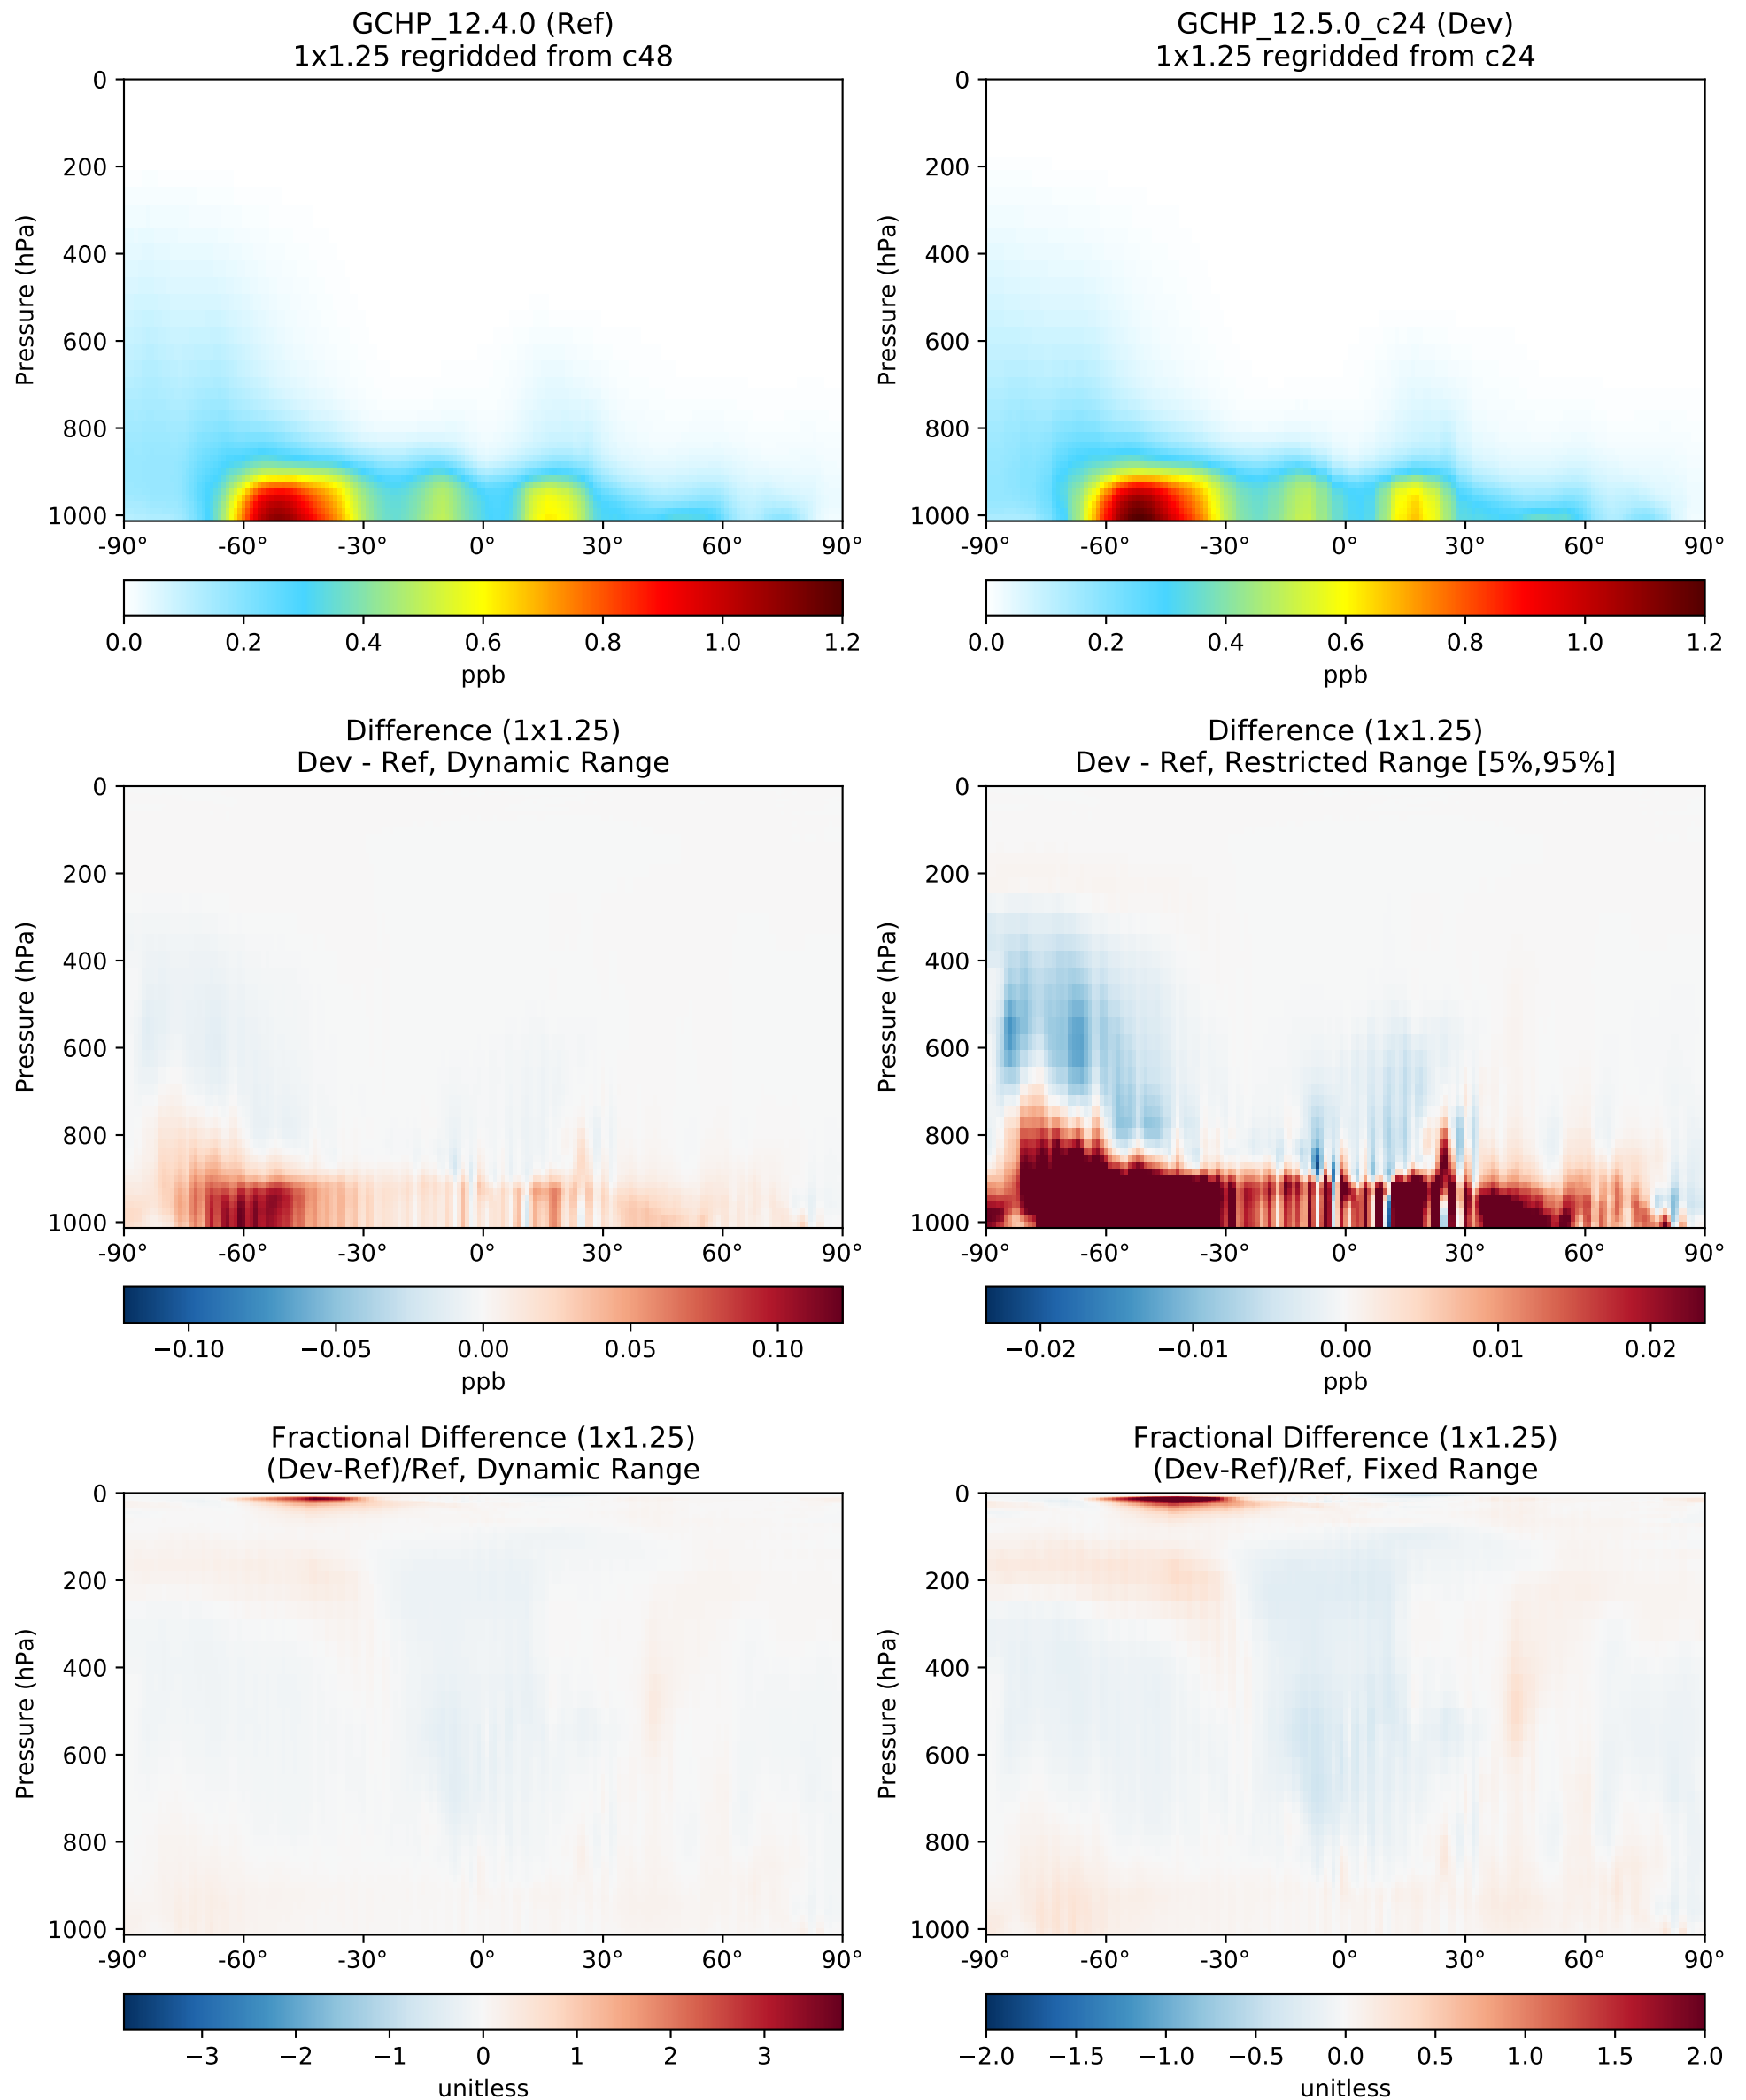 GCHP_12.4.0 (Ref)
1x1.25 regridded from c48
0
200
400
600
800
1000
Pressure (hPa)
-90° -60° -30° 0° 30° 60° 90°
0.0 0.2 0.4 0.6 0.8 1.0 1.2
ppb
GCHP_12.5.0_c24 (Dev)
1x1.25 regridded from c24
0
200
400
600
800
1000
Pressure (hPa)
-90° -60° -30° 0° 30° 60° 90°
0.0 0.2 0.4 0.6 0.8 1.0 1.2
ppb
Difference (1x1.25)
Dev - Ref, Dynamic Range
0
200
400
600
800
1000
Pressure (hPa)
-90° -60° -30° 0° 30° 60° 90°
−0.10 −0.05 0.00 0.05 0.10
ppb
Difference (1x1.25)
Dev - Ref, Restricted Range [5%,95%]
0
200
400
600
800
1000
Pressure (hPa)
-90° -60° -30° 0° 30° 60° 90°
−0.02 −0.01 0.00 0.01 0.02
ppb
Fractional Difference (1x1.25)
(Dev-Ref)/Ref, Dynamic Range
0
200
400
600
800
1000
Pressure (hPa)
-90° -60° -30° 0° 30° 60° 90°
−3 −2 −1 0 1 2 3
unitless
Fractional Difference (1x1.25)
(Dev-Ref)/Ref, Fixed Range
0
200
400
600
800
1000
Pressure (hPa)
-90° -60° -30° 0° 30° 60° 90°
−2.0 −1.5 −1.0 −0.5 0.0 0.5 1.0 1.5 2.0
unitless